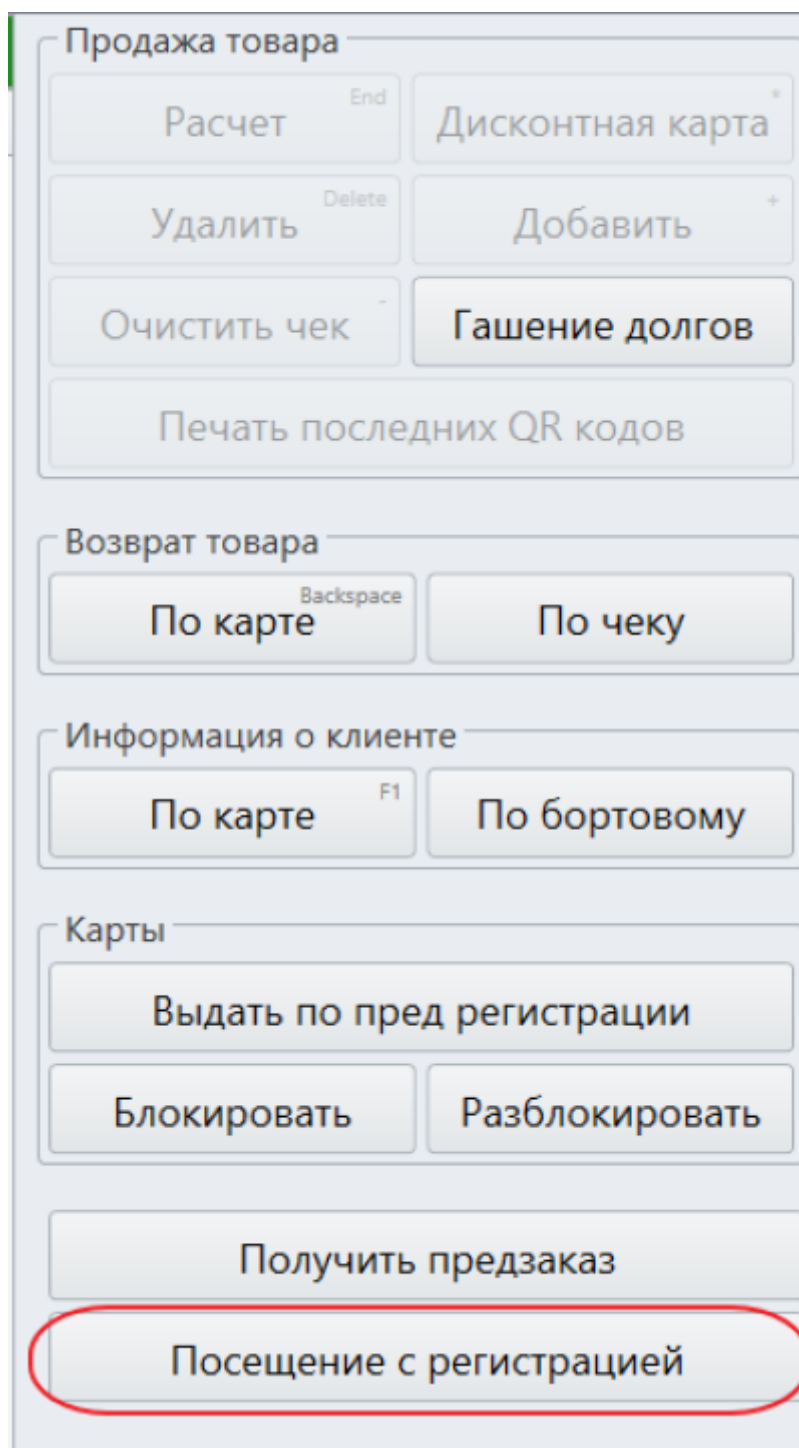 Продажа товара
Расчет End Дисконтная карта *
Удалить Delete Добавить +
Очистить чек - Гашение долгов
Печать последних QR кодов
Возврат товара
По карте Backspace По чеку
Информация о клиенте
По карте F1 По бортовому
Карты
Выдать по пред регистрации
Блокировать Разблокировать
Получить предзаказ
Посещение с регистрацией